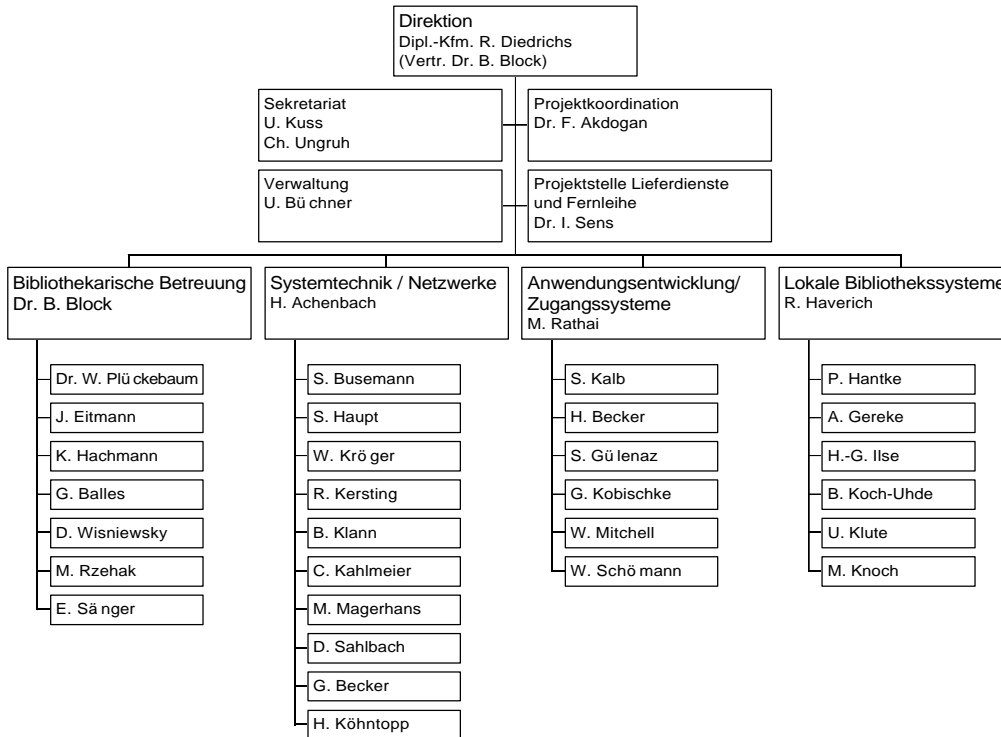 Direktion
Dipl.-Kfm. R. Diedrichs
(Vertr. Dr. B. Block)
Sekretariat
U. Kuss
Ch. Ungruh
Projektkoordination
Dr. F. Akdogan
Verwaltung
U. Büchner
Projektstelle Lieferdienste
und Fernleihe
Dr. I. Sens
Bibliothekarische Betreuung
Dr. B. Block
Dr. W. Plückebaum
J. Eitmann
K. Hachmann
G. Balles
D. Wisniewsky
M. Rzehak
E. Sänger
Systemtechnik / Netzwerke
H. Achenbach
S. Busemann
S. Haupt
W. Kröger
R. Kersting
B. Klann
C. Kahlmeier
M. Magerhans
D. Sahlbach
G. Becker
H. Köhntopp
Anwendungsentwicklung/
Zugangssysteme
M. Rathai
S. Kalb
H. Becker
S. Gülenaz
G. Kobischke
W. Mitchell
W. Schömann
Lokale Bibliothekssysteme
R. Haverich
P. Hantke
A. Gereke
H.-G. Ilse
B. Koch-Uhde
U. Klute
M. Knoch